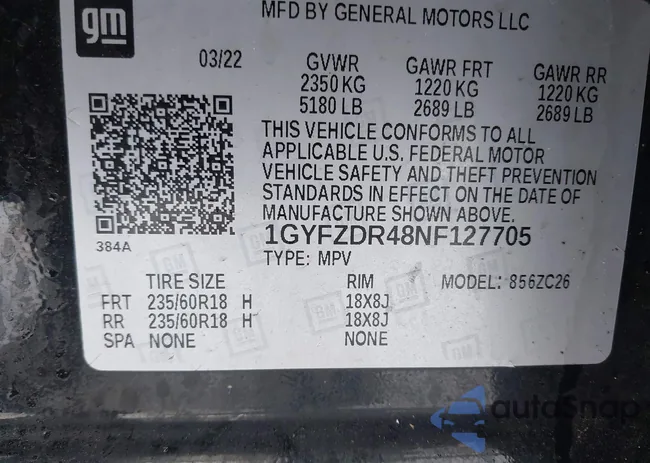 gm
MFD BY GENERAL MOTORS LLC
03/22
GVWR GAWR FRT GAWR RR
2350 KG 1220 KG 1220 KG
5180 LB 2689 LB 2689 LB
THIS VEHICLE CONFORMS TO ALL
APPLICABLE U.S. FEDERAL MOTOR
VEHICLE SAFETY AND THEFT PREVENTION
STANDARDS IN EFFECT ON THE DATE OF
MANUFACTURE SHOWN ABOVE.
384A
1GYFZDR48NF127705
TYPE: MPV
TIRE SIZE RIM MODEL: 856ZC26
FRT 235/60R18 H 18X8J
RR 235/60R18 H 18X8J
SPA NONE NONE
autoSnap